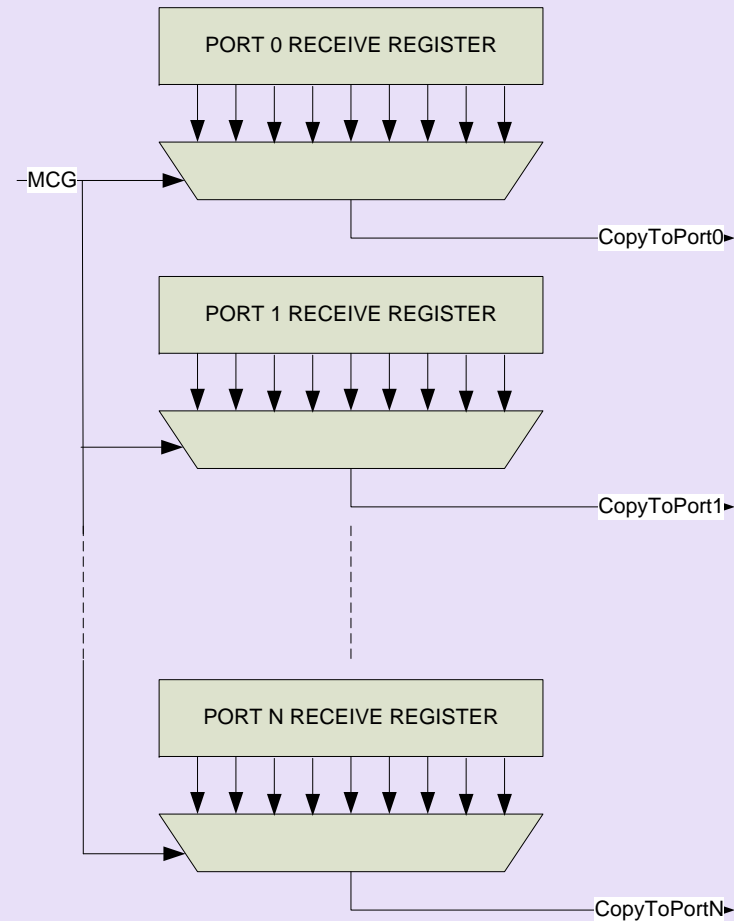 PORT 0 RECEIVE REGISTER
MCG
CopyToPort0
PORT 1 RECEIVE REGISTER
CopyToPort1
PORT N RECEIVE REGISTER
CopyToPortN